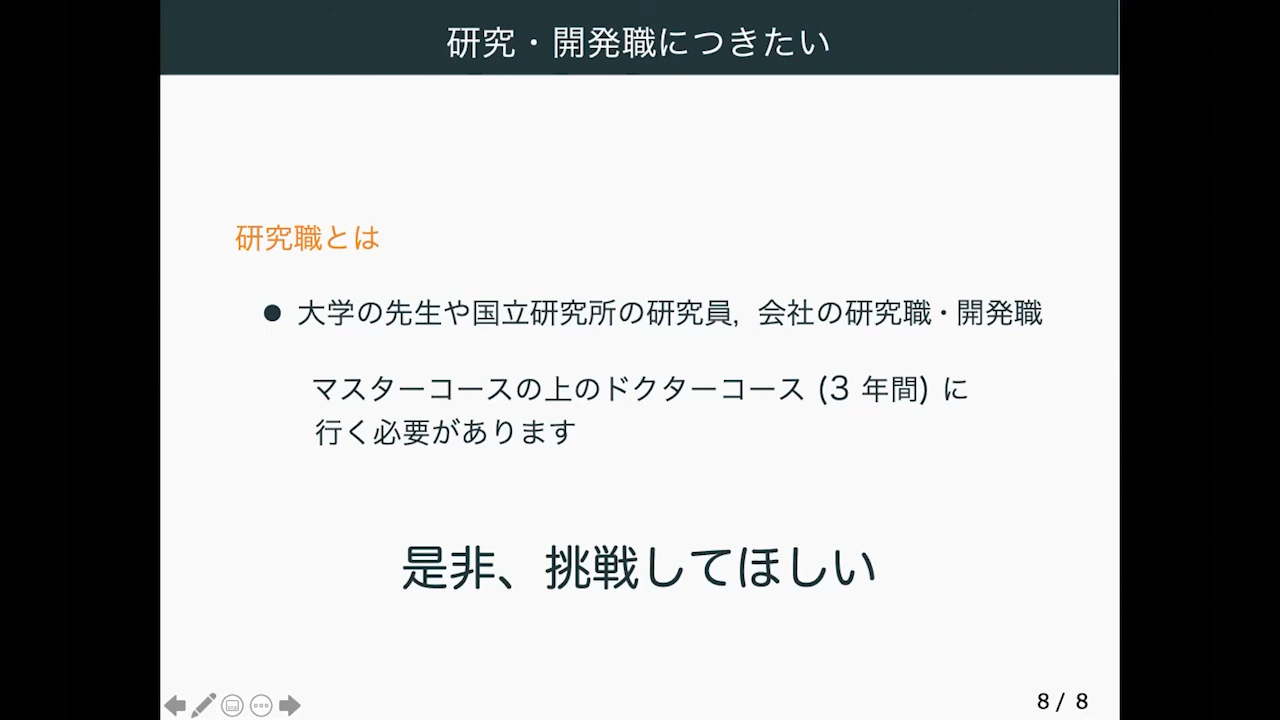 研究・開発職につきたい
研究職とは
● 大学の先生や国立研究所の研究員, 会社の研究職・開発職
マスターコースの上のドクターコース (3 年間) に
行く必要があります
是非、挑戦してほしい
8 / 8